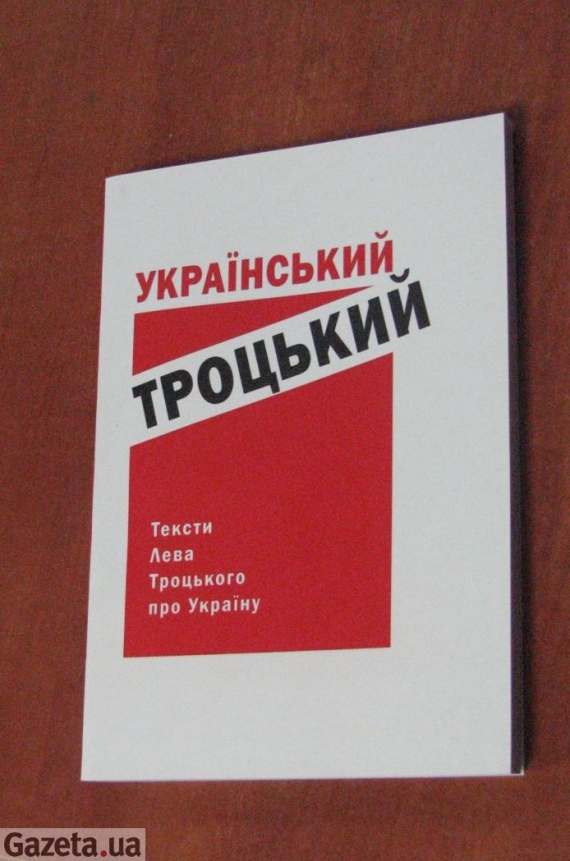 УКРАЇНСЬКИЙ
ТРОЦЬКИЙ
Тексти
Лева
Троцького
про Україну
Gazeta.ua